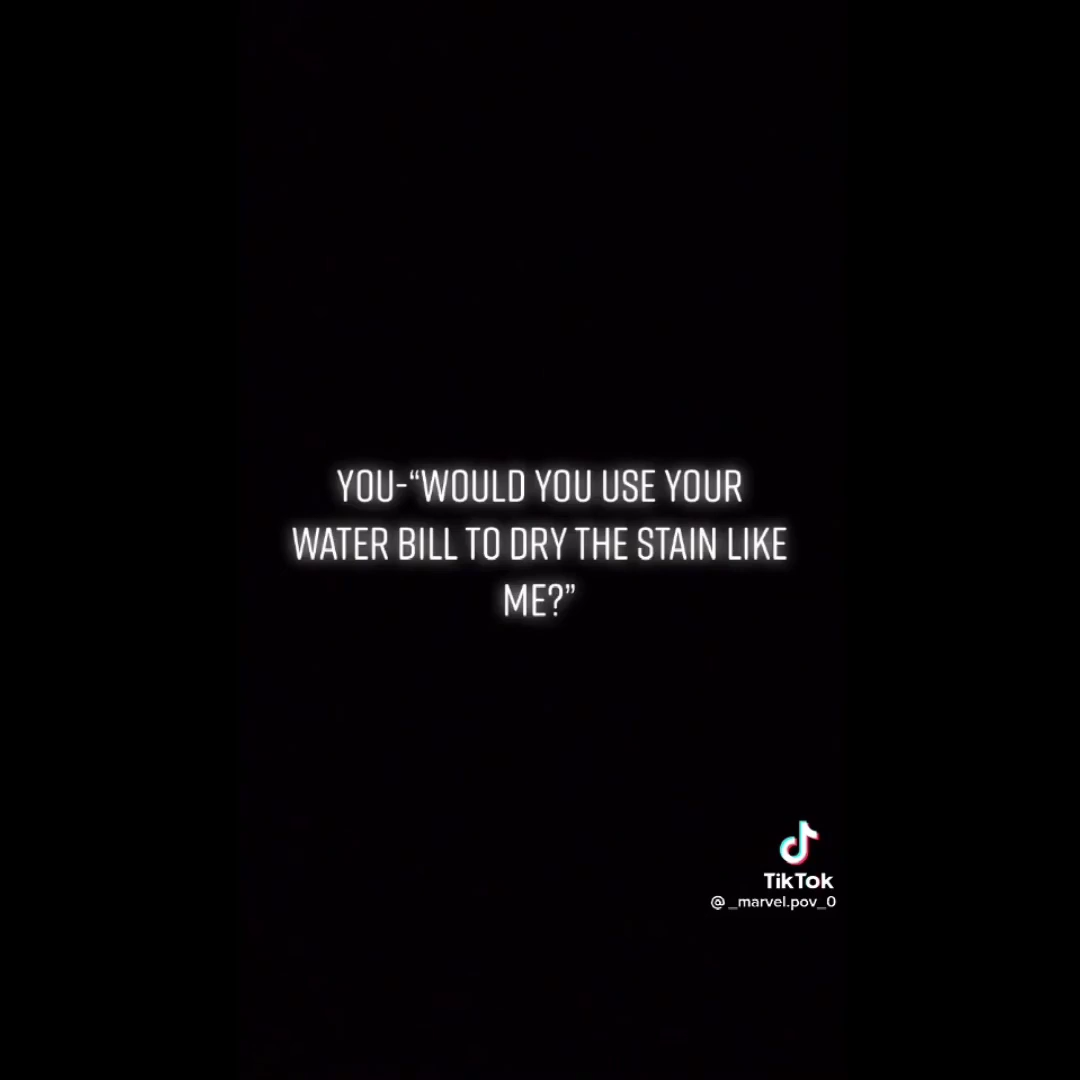 YOU-“WOULD YOU USE YOUR
WATER BILL TO DRY THE STAIN LIKE
ME?”
TikTok
@ _marvel.pov_0